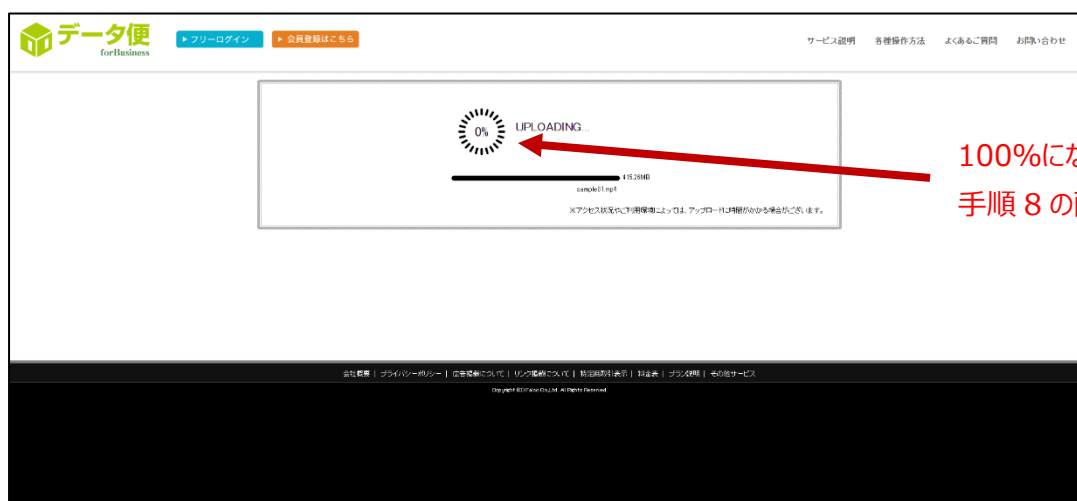 データ便
forBusiness
フリーログイン
会員登録はこちら
サービス説明
各種操作方法
よくあるご質問
お問い合わせ
0%
UPLOADING...
415.26MB
sample01.mp4
※アクセス状況やご利用環境によっては、アップロードに時間がかかる場合がございます。
100%にな
手順 8 の
会社概要 | プライバシーポリシー | 広告掲載について | リンク掲載について | 特定商取引表示 | 料金表 | プラン説明 | その他サービス
All Rights Reserved.